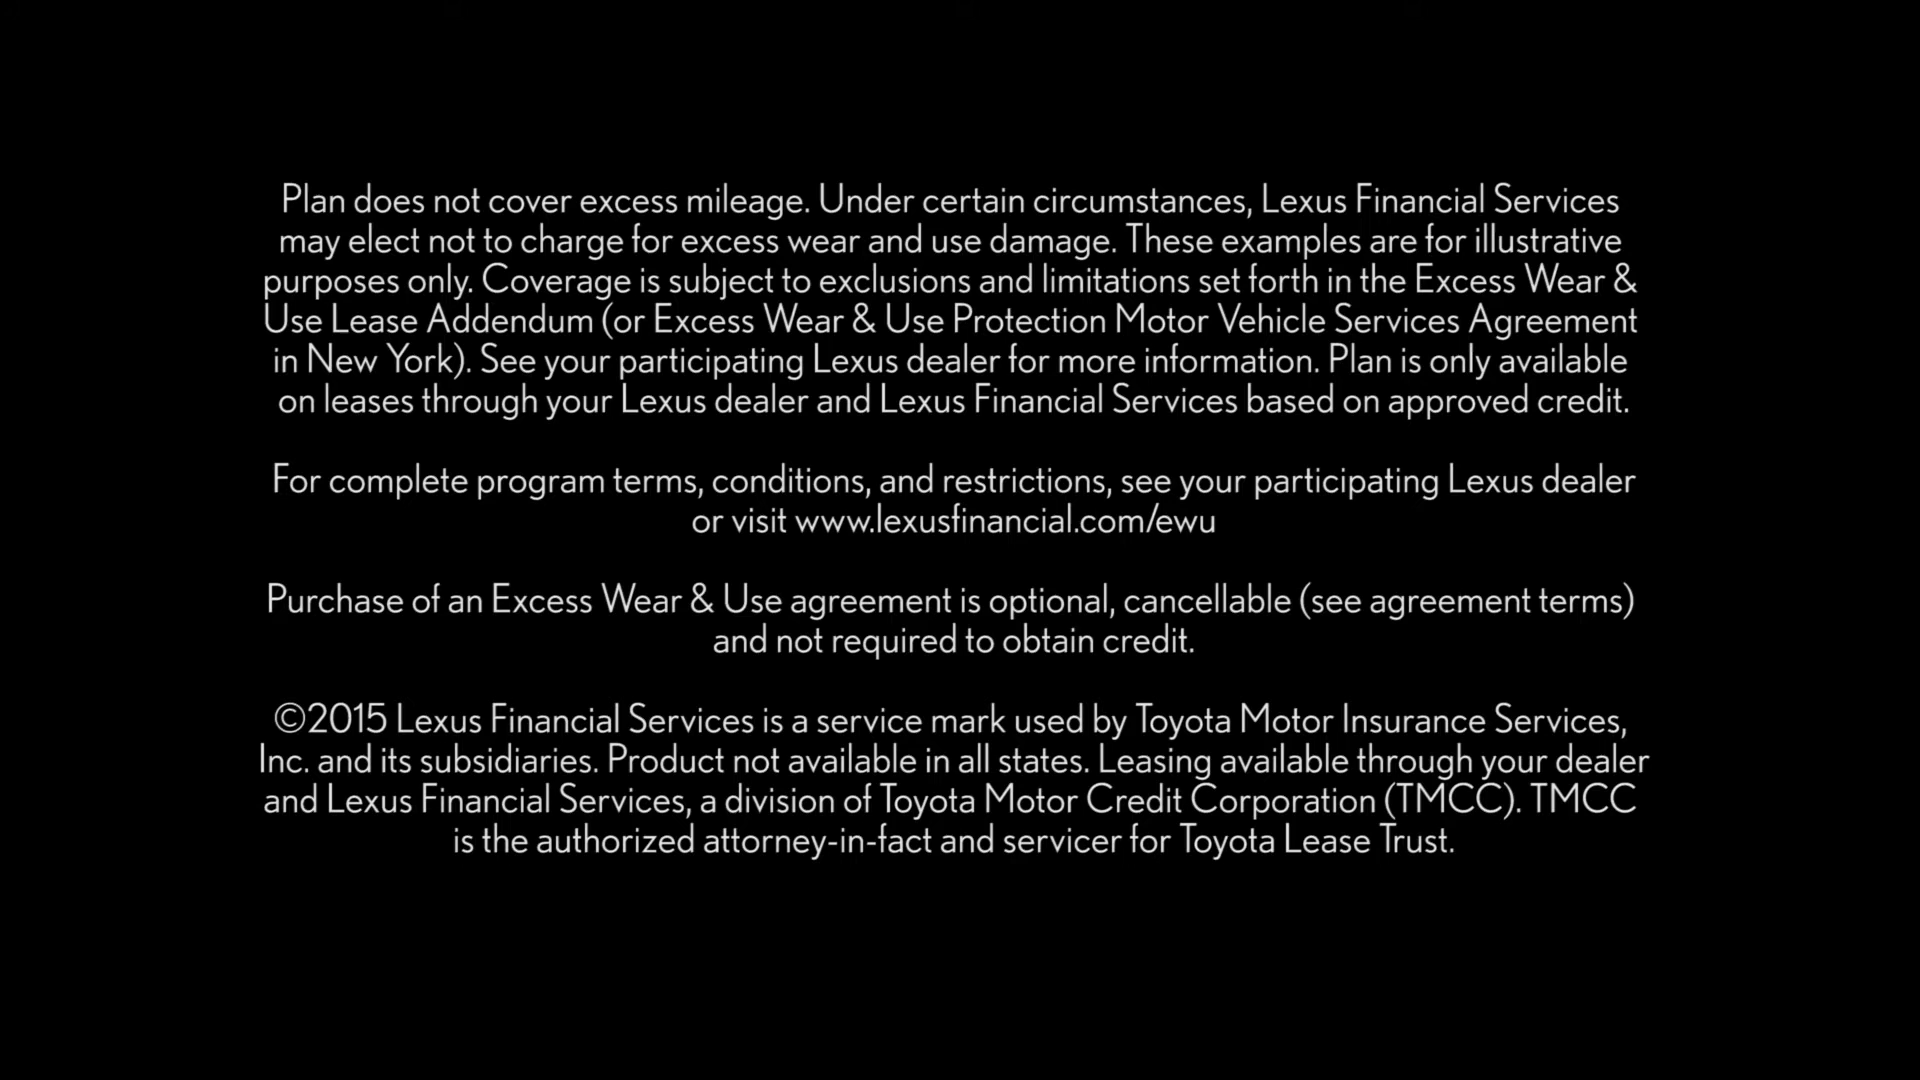 Plan does not cover excess mileage. Under certain circumstances, Lexus Financial Services
may elect not to charge for excess wear and use damage. These examples are for illustrative
purposes only. Coverage is subject to exclusions and limitations set forth in the Excess Wear &
Use Lease Addendum (or Excess Wear & Use Protection Motor Vehicle Services Agreement
in New York). See your participating Lexus dealer for more information. Plan is only available
on leases through your Lexus dealer and Lexus Financial Services based on approved credit.
For complete program terms, conditions, and restrictions, see your participating Lexus dealer
or visit www.lexusfinancial.com/ewu
Purchase of an Excess Wear & Use agreement is optional, cancellable (see agreement terms)
and not required to obtain credit.
©2015 Lexus Financial Services is a service mark used by Toyota Motor Insurance Services,
Inc. and its subsidiaries. Product not available in all states. Leasing available through your dealer
and Lexus Financial Services, a division of Toyota Motor Credit Corporation (TMCC). TMCC
is the authorized attorney-in-fact and servicer for Toyota Lease Trust.